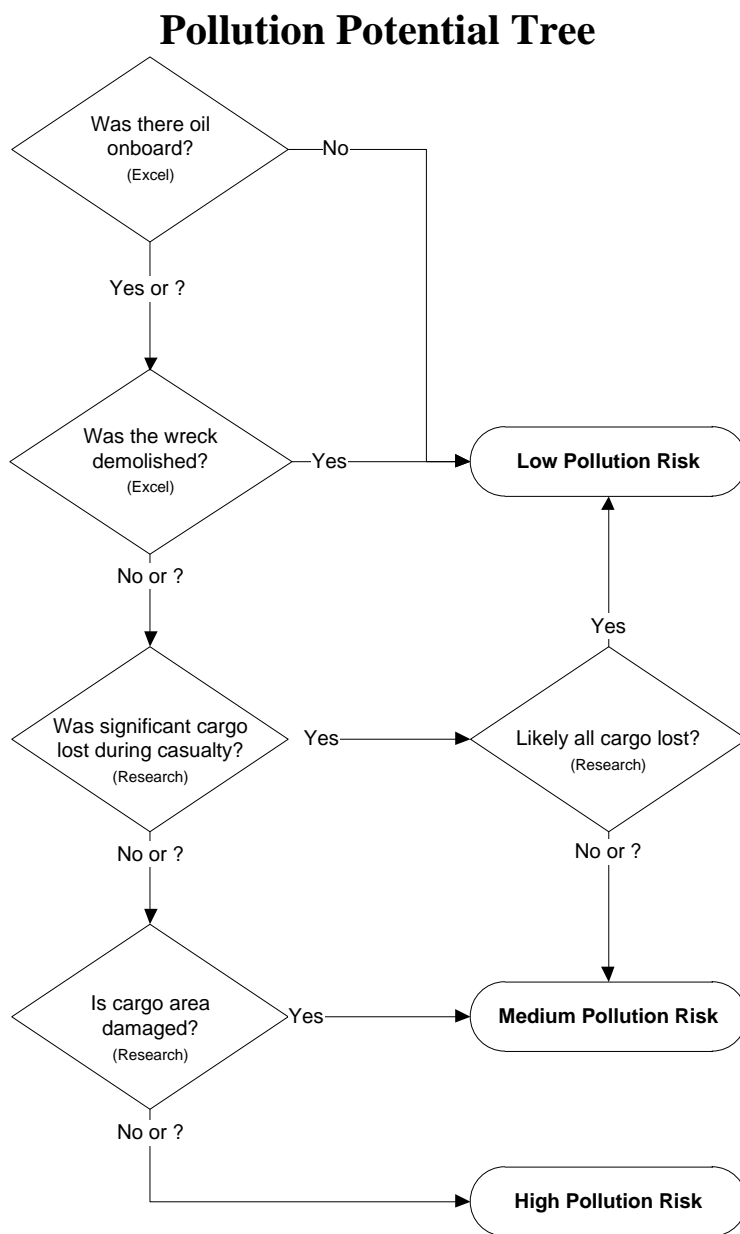 Pollution Potential Tree
Was there oil
onboard?
(Excel)
No
Yes or ?
Was the wreck
demolished?
(Excel)
Yes
Low Pollution Risk
No or ?
Yes
Was significant cargo
lost during casualty?
(Research)
Yes
Likely all cargo lost?
(Research)
No or ?
No or ?
Is cargo area
damaged?
(Research)
Yes
Medium Pollution Risk
No or ?
High Pollution Risk